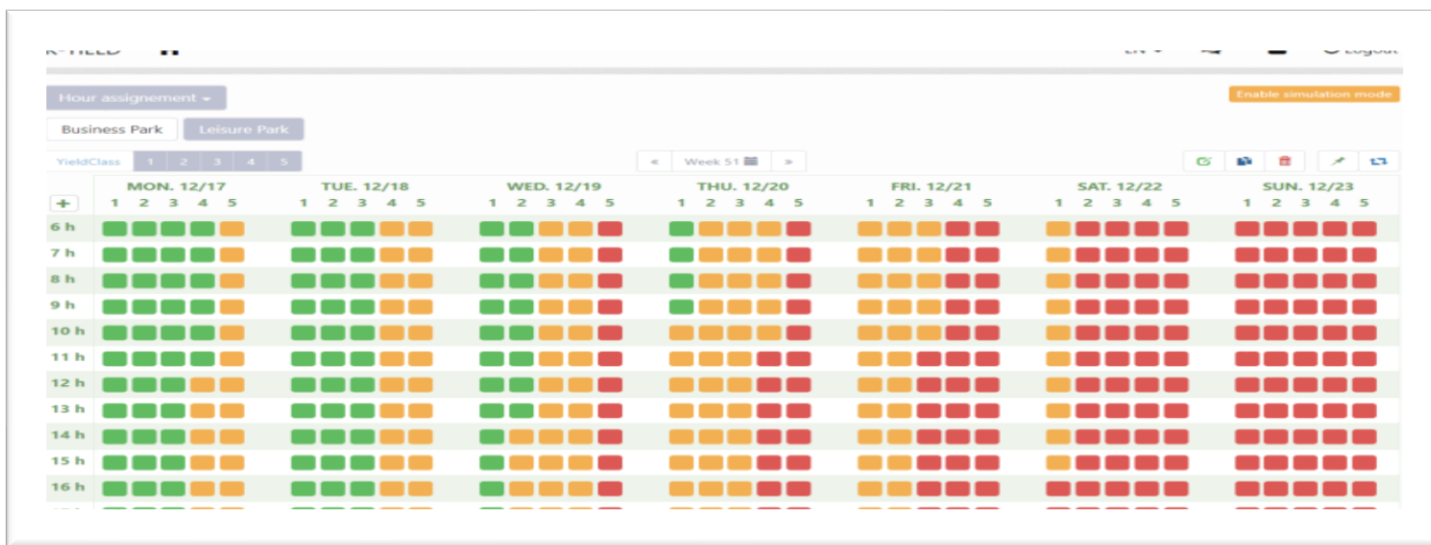 Logout
Hour assignement
Enable simulation mode
Business Park Leisure Park
YieldClass 1 2 3 4 5 « Week 51 »
MON. 12/17 TUE. 12/18 WED. 12/19 THU. 12/20 FRI. 12/21 SAT. 12/22 SUN. 12/23
+ 1 2 3 4 5 1 2 3 4 5 1 2 3 4 5 1 2 3 4 5 1 2 3 4 5 1 2 3 4 5 1 2 3 4 5
6 h
7 h
8 h
9 h
10 h
11 h
12 h
13 h
14 h
15 h
16 h